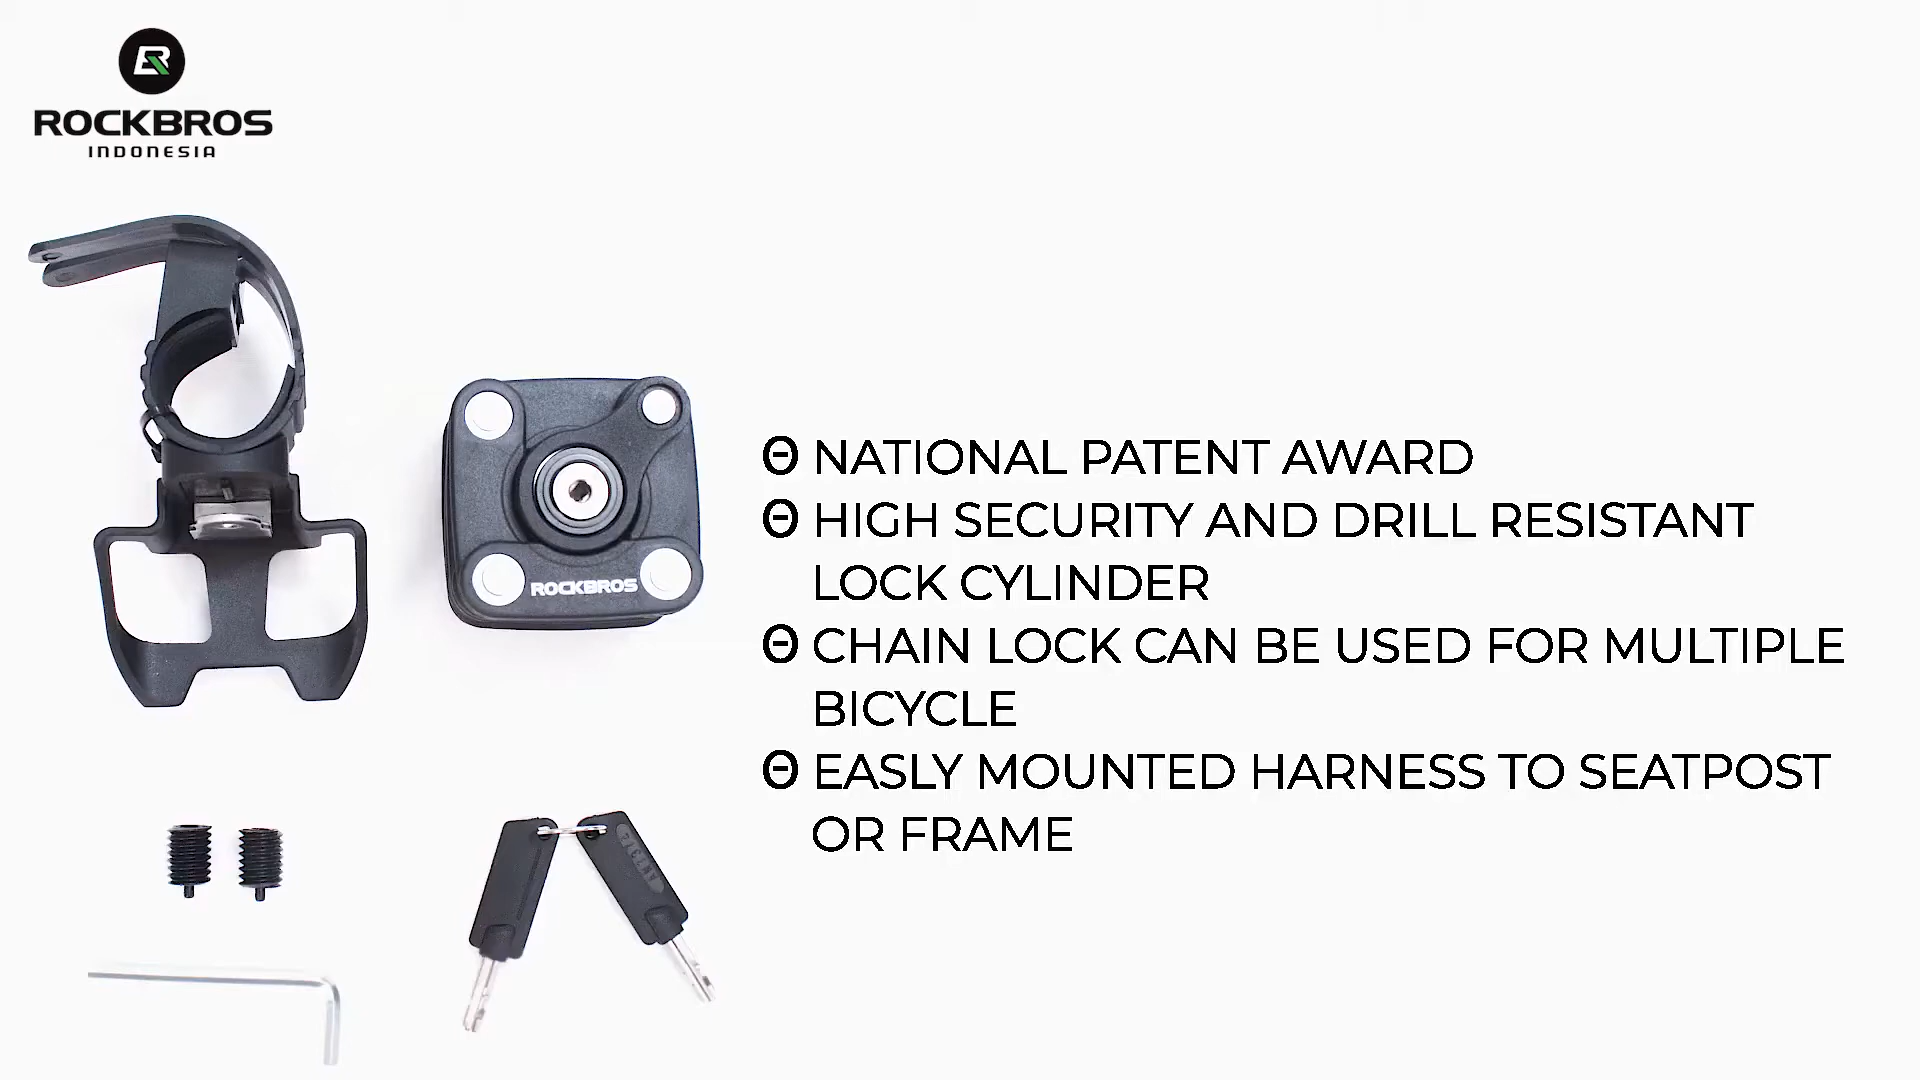 ROCKBROS
INDONESIA
ROCKBROS
Θ NATIONAL PATENT AWARD
Θ HIGH SECURITY AND DRILL RESISTANT
LOCK CYLINDER
Θ CHAIN LOCK CAN BE USED FOR MULTIPLE
BICYCLE
Θ EASLY MOUNTED HARNESS TO SEATPOST
OR FRAME